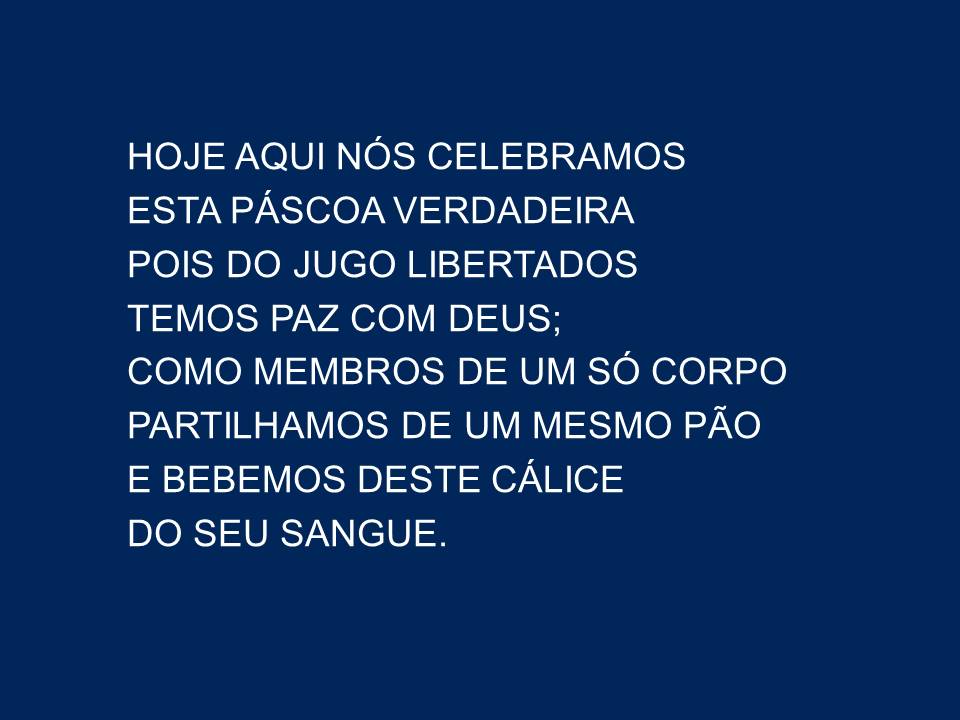 HOJE AQUI NÓS CELEBRAMOS
ESTA PÁSCOA VERDADEIRA
POIS DO JUGO LIBERTADOS
TEMOS PAZ COM DEUS;
COMO MEMBROS DE UM SÓ CORPO
PARTILHAMOS DE UM MESMO PÃO
E BEBEMOS DESTE CÁLICE
DO SEU SANGUE.